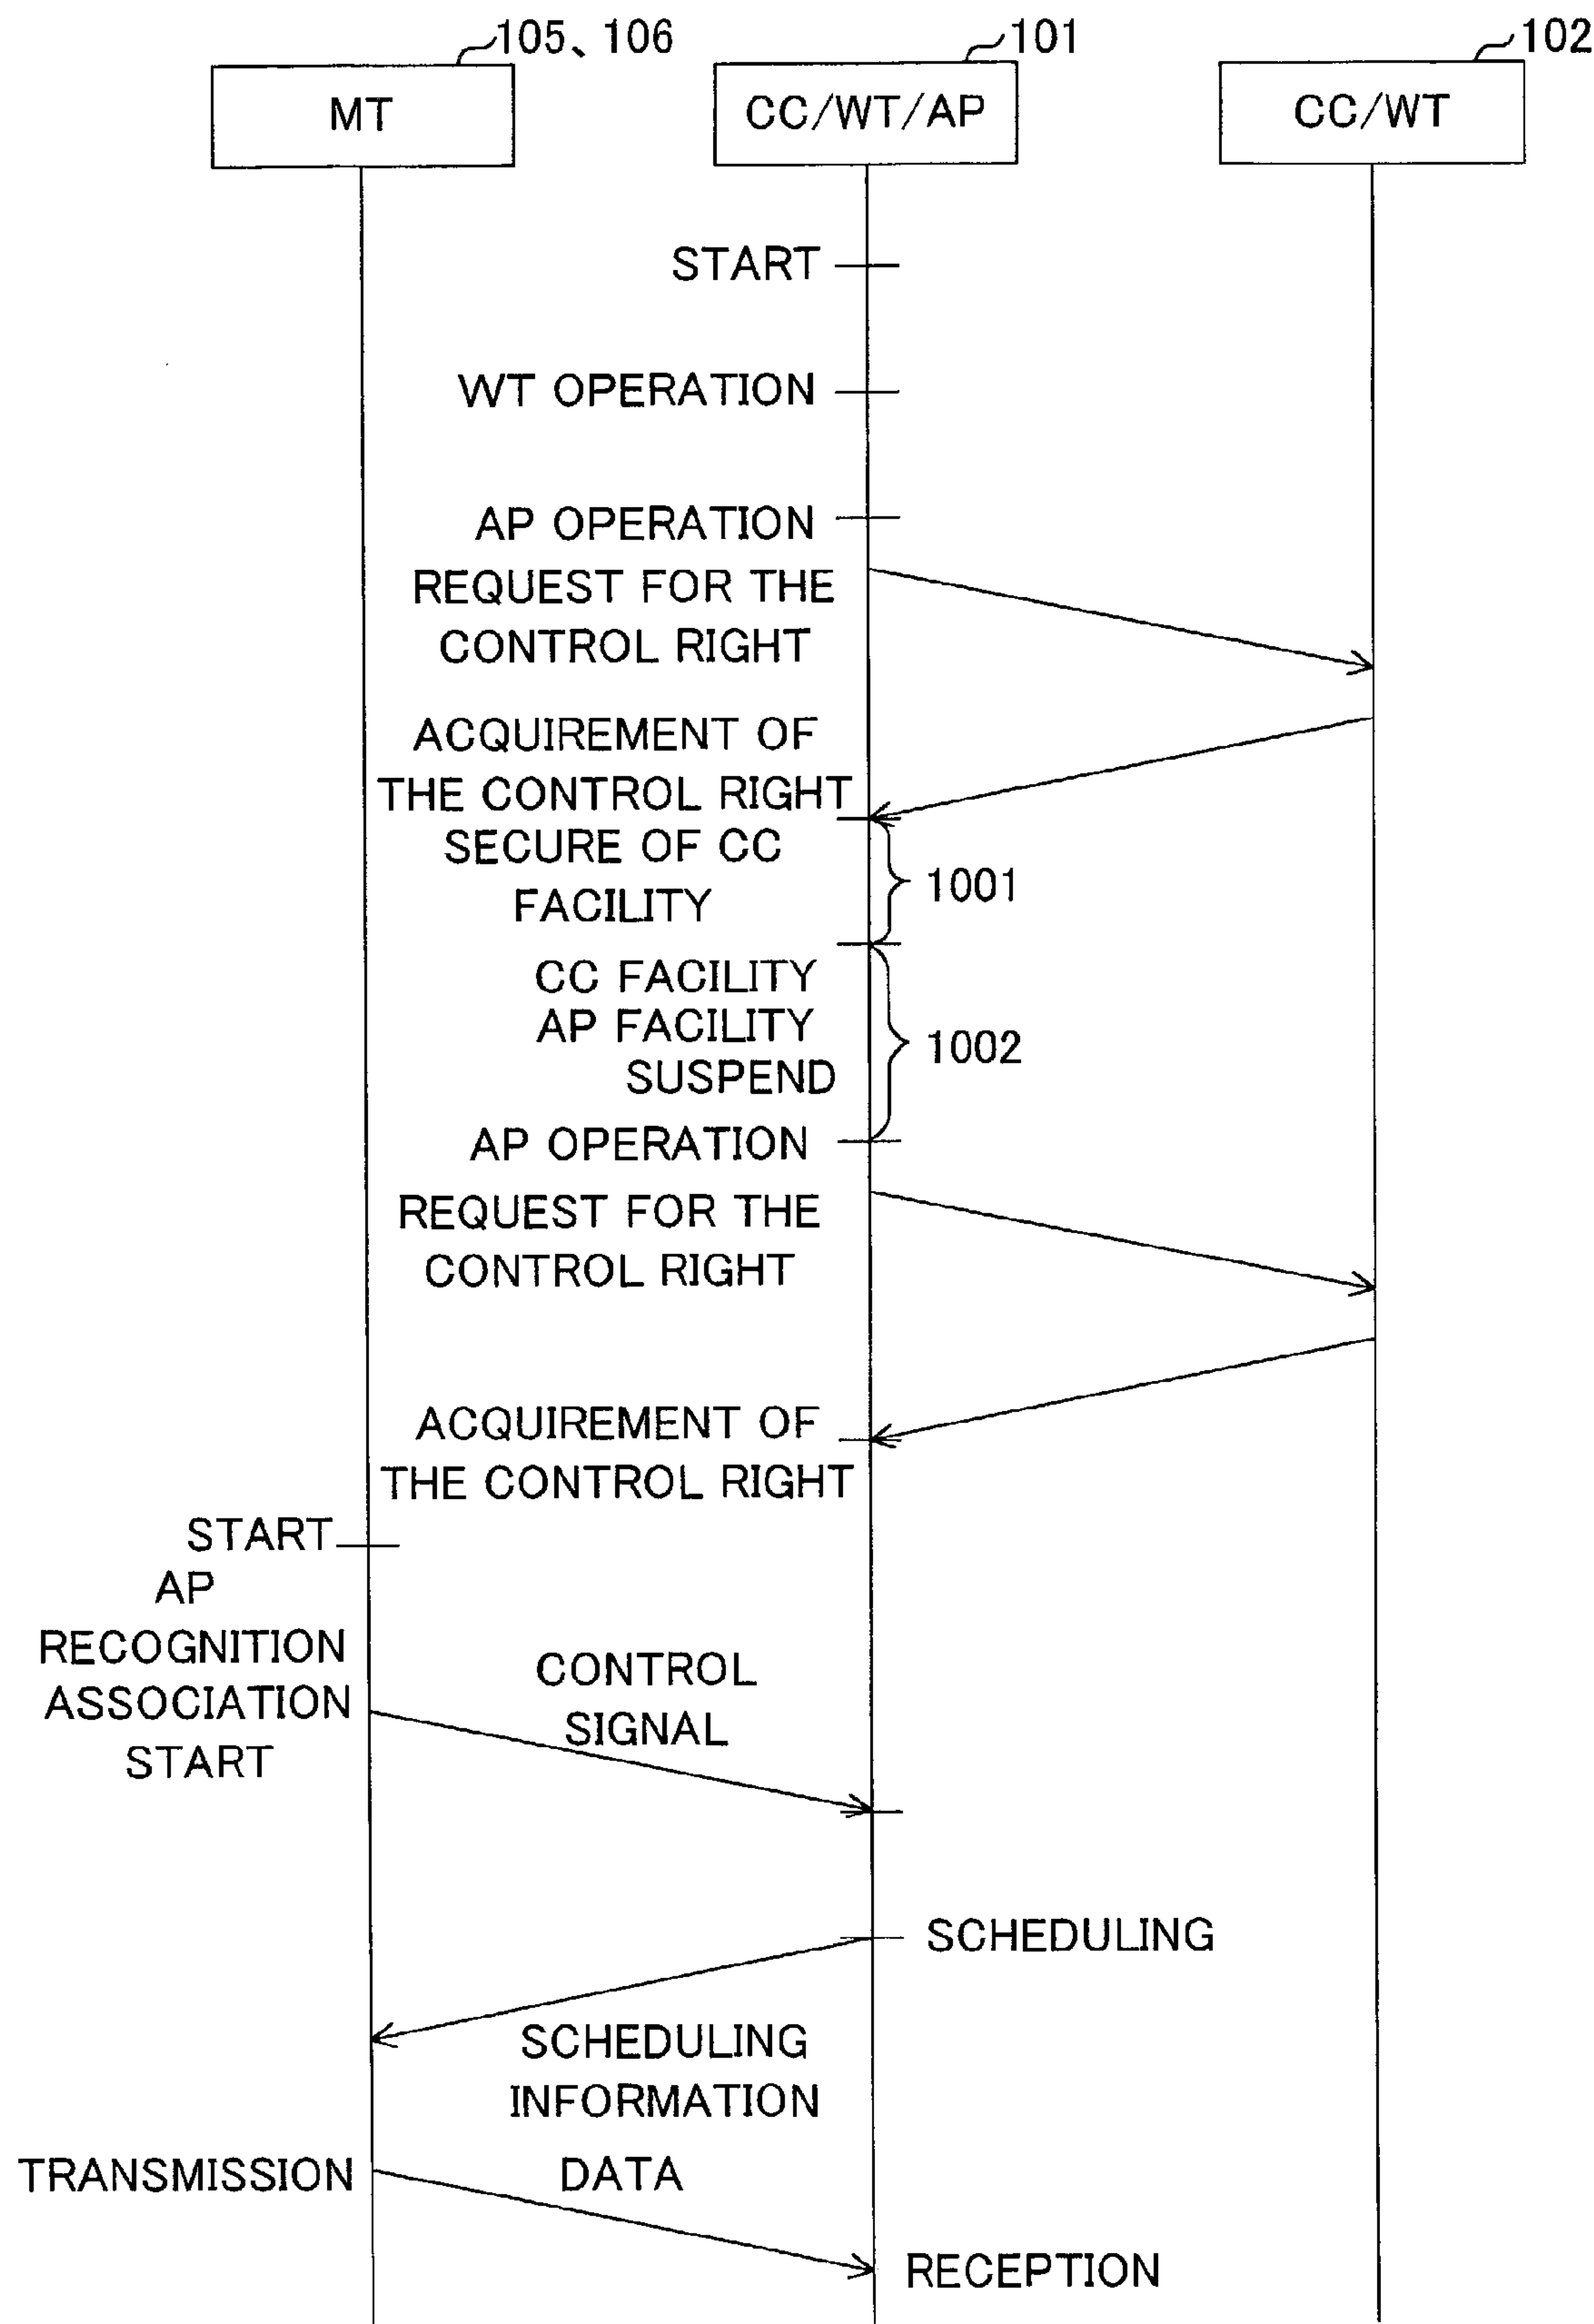 105、106
101
102
MT
CC/WT/AP
CC/WT
START
WT OPERATION
AP OPERATION
REQUEST FOR THE
CONTROL RIGHT
ACQUIREMENT OF
THE CONTROL RIGHT
SECURE OF CC
FACILITY
1001
CC FACILITY
AP FACILITY
SUSPEND
1002
AP OPERATION
REQUEST FOR THE
CONTROL RIGHT
ACQUIREMENT OF
THE CONTROL RIGHT
START
AP
RECOGNITION
ASSOCIATION
START
CONTROL
SIGNAL
SCHEDULING
SCHEDULING
INFORMATION
TRANSMISSION
DATA
RECEPTION